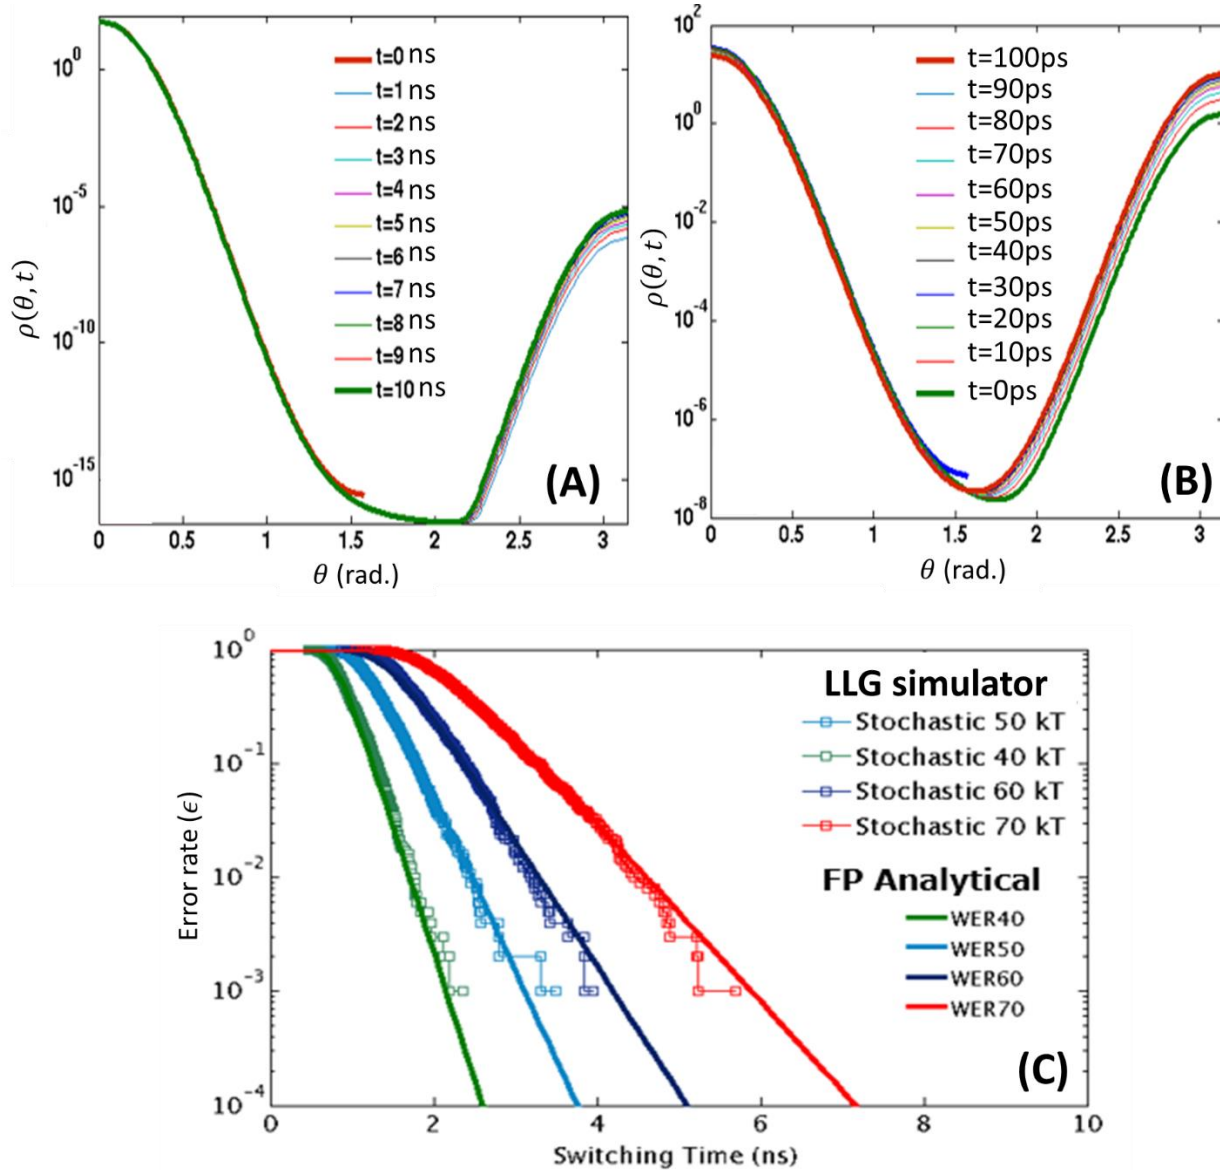 10^0
10^-5
10^-10
10^-15
ρ(θ, t)
t=0 ns
t=1 ns
t=2 ns
t=3 ns
t=4 ns
t=5 ns
t=6 ns
t=7 ns
t=8 ns
t=9 ns
t=10 ns
(A)
0 0.5 1 1.5 2 2.5 3
θ (rad.)
10^2
10^0
10^-2
10^-4
10^-6
10^-8
ρ(θ, t)
t=100ps
t=90ps
t=80ps
t=70ps
t=60ps
t=50ps
t=40ps
t=30ps
t=20ps
t=10ps
t=0ps
(B)
0 0.5 1 1.5 2 2.5 3
θ (rad.)
10^0
10^-1
10^-2
10^-3
10^-4
Error rate (ϵ)
LLG simulator
Stochastic 50 kT
Stochastic 40 kT
Stochastic 60 kT
Stochastic 70 kT
FP Analytical
WER40
WER50
WER60
WER70
(C)
0 2 4 6 8 10
Switching Time (ns)